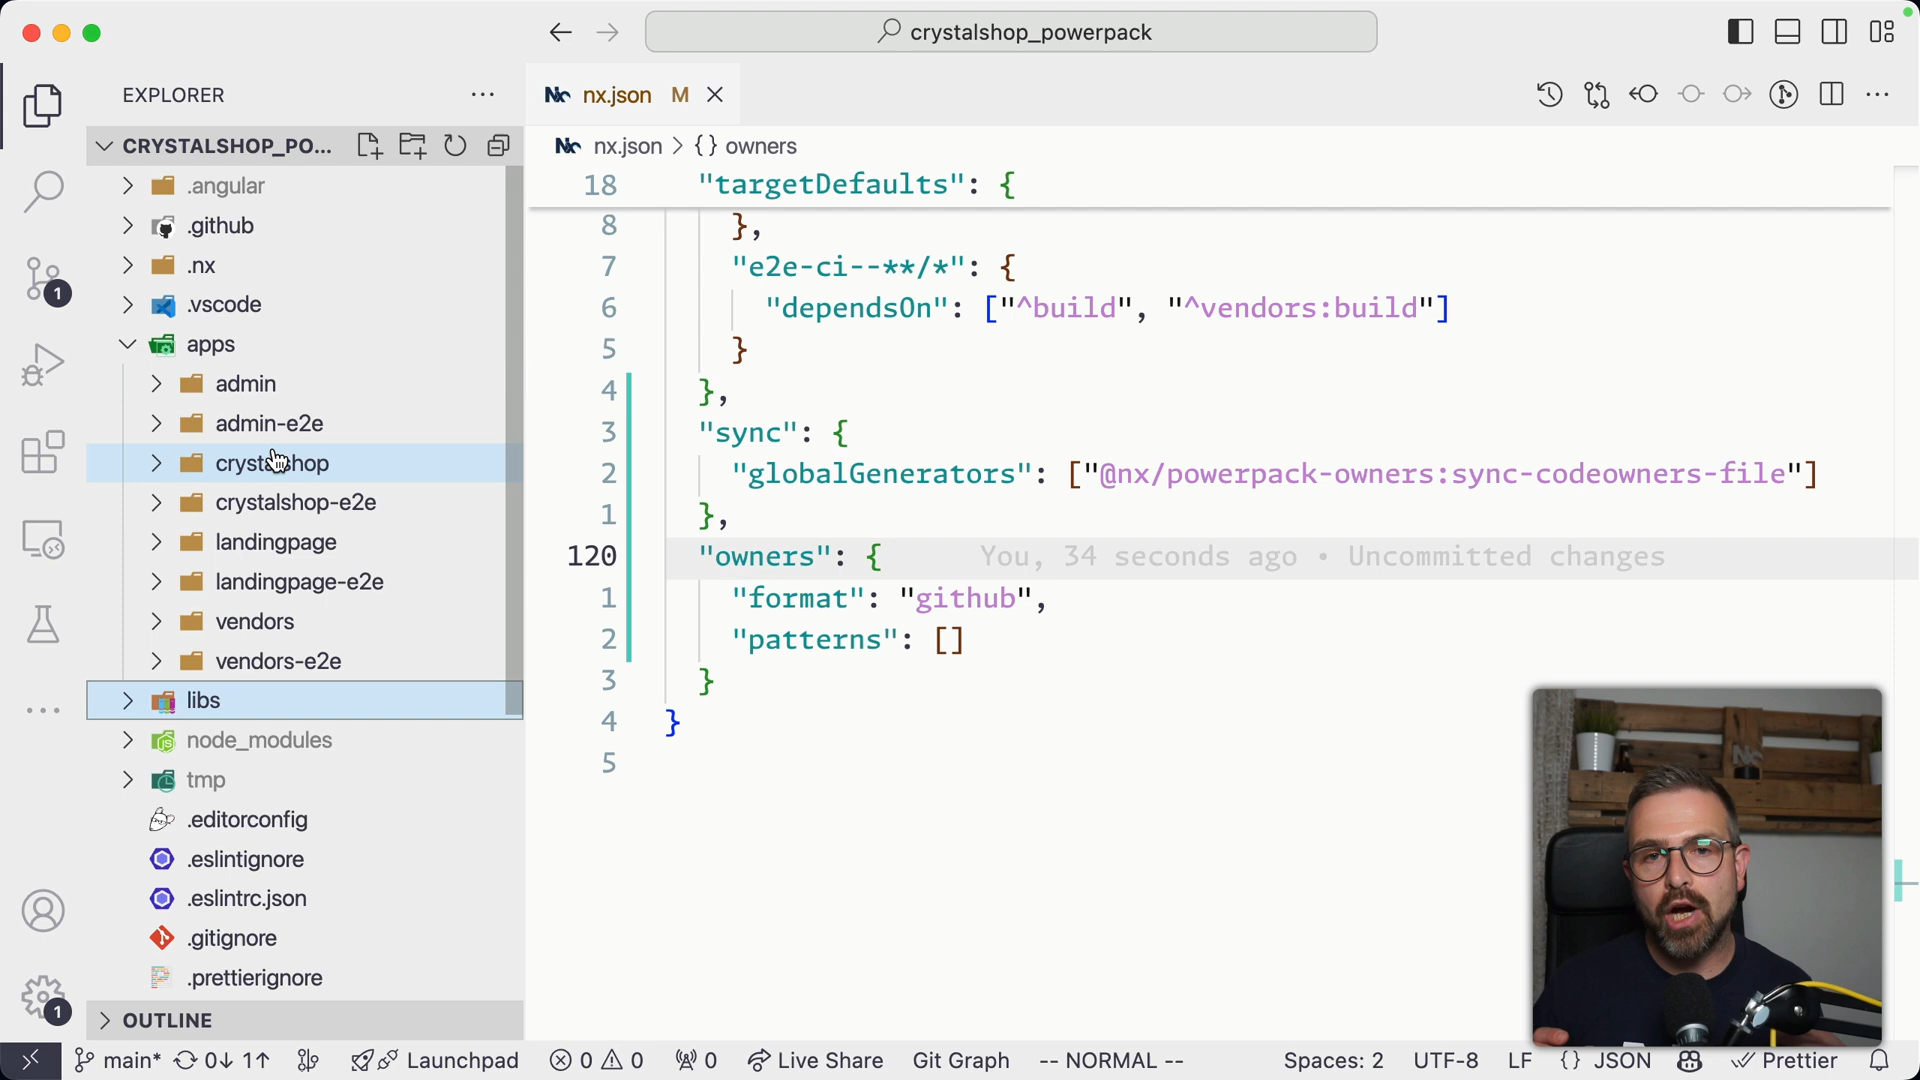 crystalshop_powerpack
EXPLORER
nx.json M
CRYSTALSHOP_PO...
nx.json > {} owners
.angular
.github
.nx
.vscode
apps
admin
admin-e2e
crystalshop
crystalshop-e2e
landingpage
landingpage-e2e
vendors
vendors-e2e
libs
node_modules
tmp
.editorconfig
.eslintignore
.eslintrc.json
.gitignore
.prettierignore
OUTLINE
1
1
18 "targetDefaults": {
8 },
7 "e2e-ci--**/*": {
6 "dependsOn": ["^build", "^vendors:build"]
5 }
4 },
3 "sync": {
2 "globalGenerators": ["@nx/powerpack-owners:sync-codeowners-file"]
1 },
120 "owners": { You, 34 seconds ago • Uncommitted changes
1 "format": "github",
2 "patterns": []
3 }
4 }
5
main* 0↓ 1↑ Launchpad 0 0 0 Live Share Git Graph -- NORMAL -- Spaces: 2 UTF-8 LF {} JSON Prettier